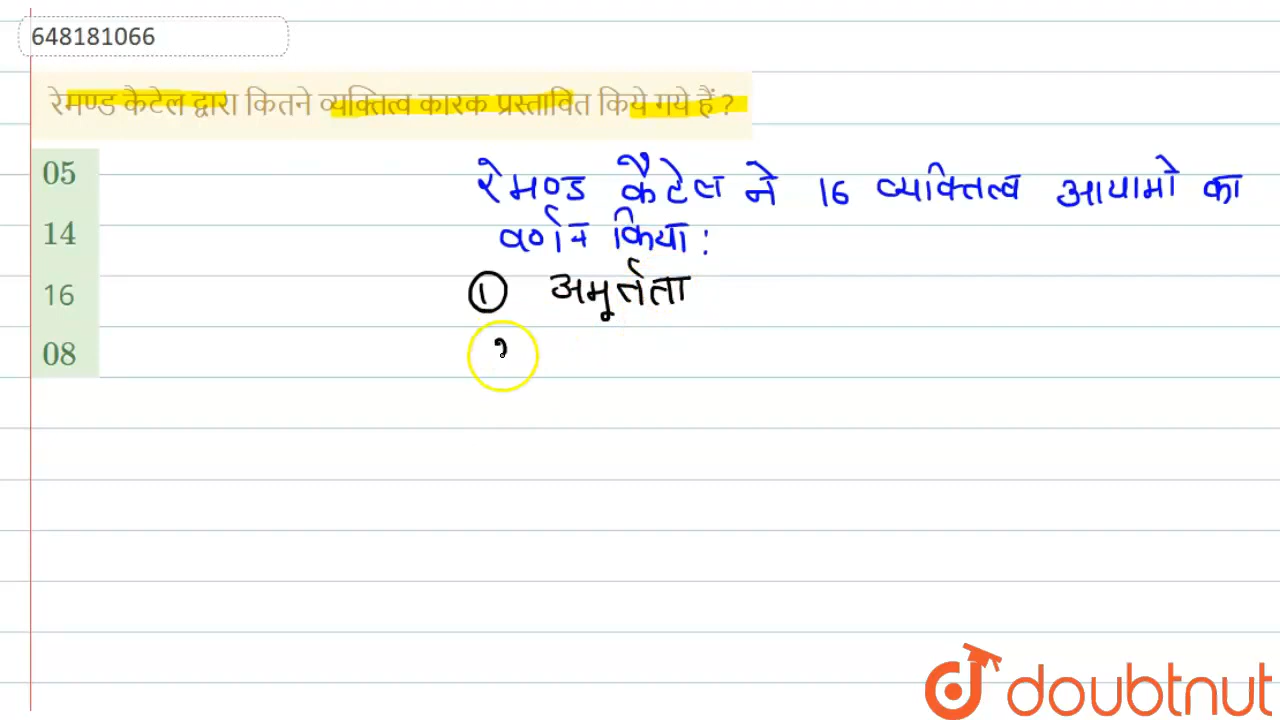 648181066
रेमण्ड कैटेल द्वारा कितने व्यक्तित्व कारक प्रस्तावित किये गये हैं ?
05
14
16
08
रेमण्ड कैटेल ने 16 व्यक्तित्व आयामो का
वर्णन किया :
① अमूर्तता
doubtnut